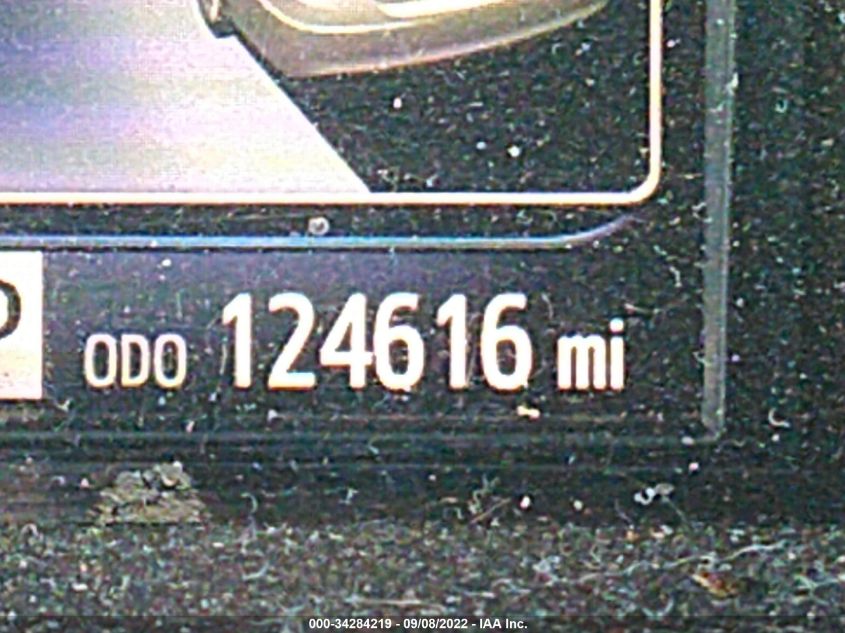 ODO 124616 mi
000-34284219 - 09/08/2022 - IAA Inc.